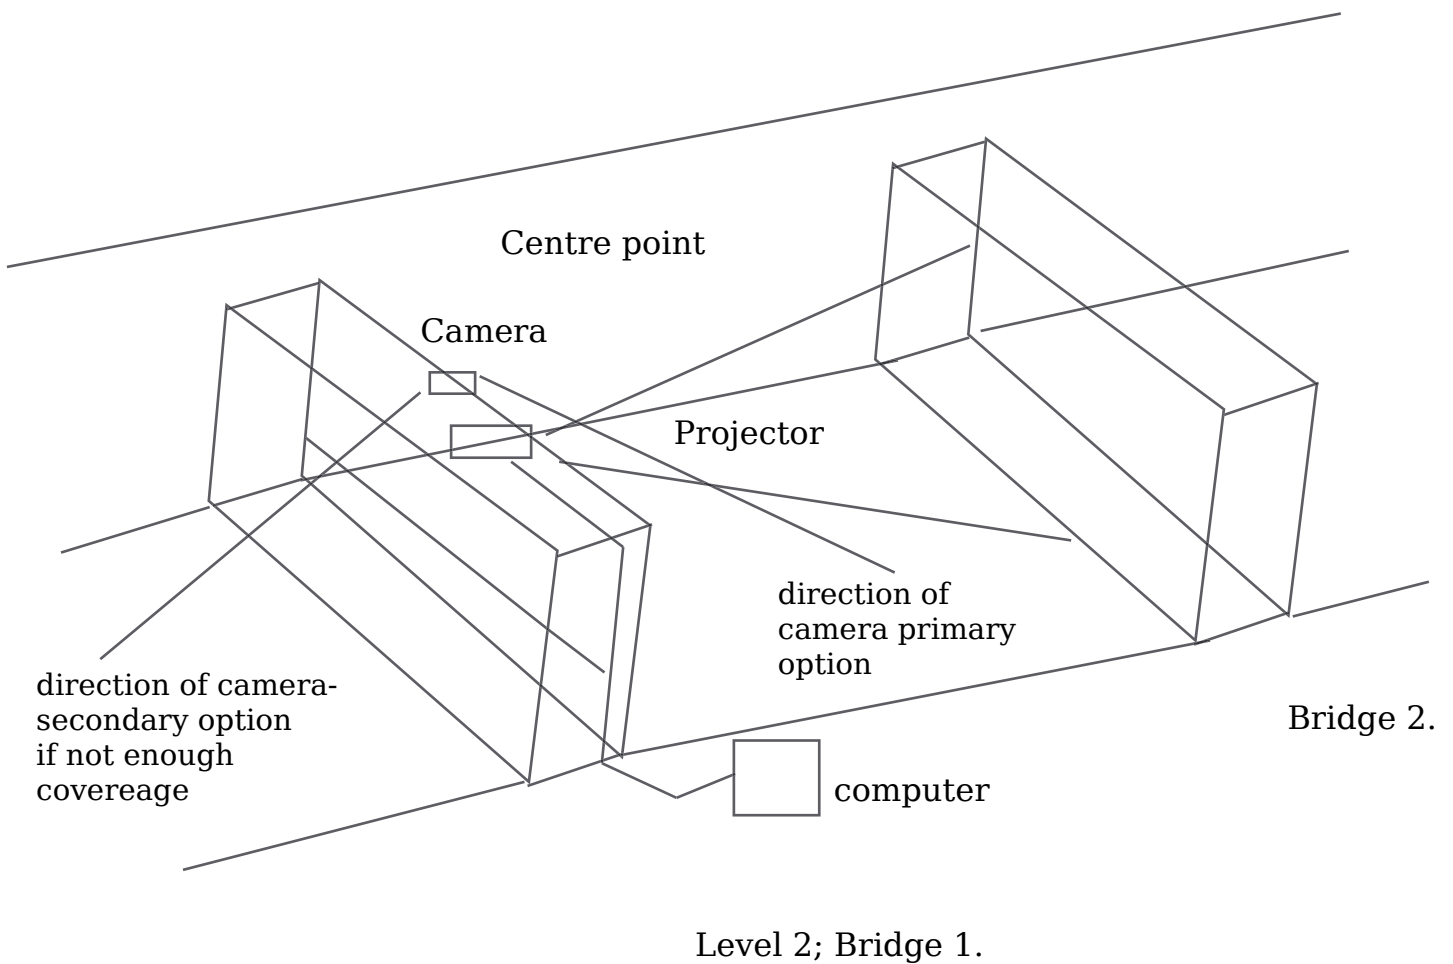 Centre point
Camera
Projector
direction of
camera primary
option
direction of camera-
secondary option
if not enough
covereage
Bridge 2.
computer
Level 2; Bridge 1.